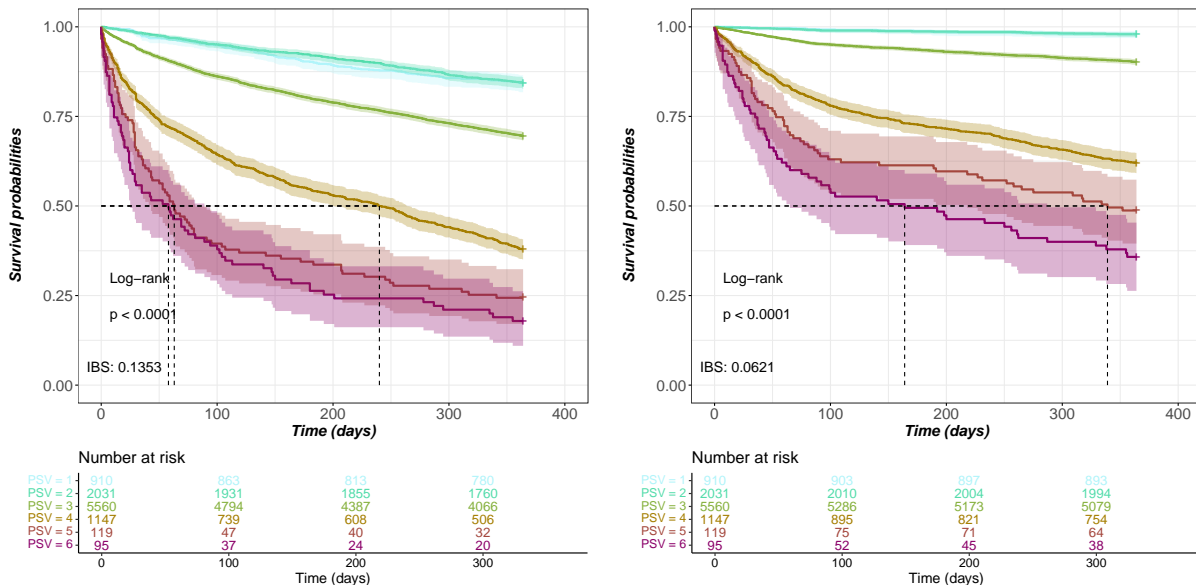 1.00
0.75
0.50
0.25
0.00
Survival probabilities
Log-rank
p < 0.0001
IBS: 0.1353
0 100 200 300 400
Time (days)
Number at risk
PSV = 1 910 863 813 780
PSV = 2 2031 1931 1855 1760
PSV = 3 5560 4794 4387 4066
PSV = 4 1147 739 608 506
PSV = 5 119 47 40 32
PSV = 6 95 37 24 20
0 100 200 300
Time (days)
1.00
0.75
0.50
0.25
0.00
Survival probabilities
Log-rank
p < 0.0001
IBS: 0.0621
0 100 200 300 400
Time (days)
Number at risk
PSV = 1 910 903 897 893
PSV = 2 2031 2010 2004 1994
PSV = 3 5560 5286 5173 5079
PSV = 4 1147 895 821 754
PSV = 5 119 75 71 64
PSV = 6 95 52 45 38
0 100 200 300
Time (days)